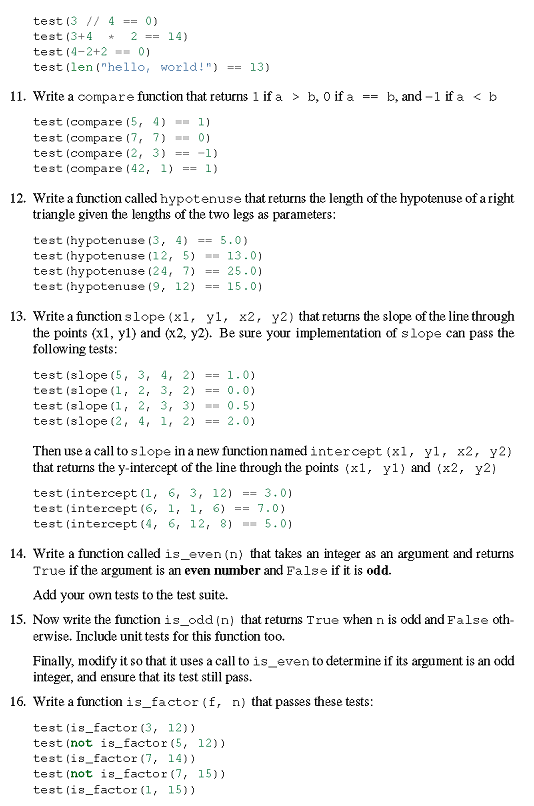 test(3 // 4 == 0)
test(3+4  *  2 == 14)
test(4-2+2 == 0)
test(len("hello, world!") == 13)
11. Write a compare function that returns 1 if a > b, 0 if a == b, and -1 if a < b
test(compare(5, 4) == 1)
test(compare(7, 7) == 0)
test(compare(2, 3) == -1)
test(compare(42, 1) == 1)
12. Write a function called hypotenuse that returns the length of the hypotenuse of a right
triangle given the lengths of the two legs as parameters:
test(hypotenuse(3, 4) == 5.0)
test(hypotenuse(12, 5) == 13.0)
test(hypotenuse(24, 7) == 25.0)
test(hypotenuse(9, 12) == 15.0)
13. Write a function slope(x1, y1, x2, y2) that returns the slope of the line through
the points (x1, y1) and (x2, y2). Be sure your implementation of slope can pass the
following tests:
test(slope(5, 3, 4, 2) == 1.0)
test(slope(1, 2, 3, 2) == 0.0)
test(slope(1, 2, 3, 3) == 0.5)
test(slope(2, 4, 1, 2) == 2.0)
Then use a call to slope in a new function named intercept(x1, y1, x2, y2)
that returns the y-intercept of the line through the points (x1, y1) and (x2, y2)
test(intercept(1, 6, 3, 12) == 3.0)
test(intercept(6, 1, 1, 6) == 7.0)
test(intercept(4, 6, 12, 8) == 5.0)
14. Write a function called is_even(n) that takes an integer as an argument and returns
True if the argument is an even number and False if it is odd.
Add your own tests to the test suite.
15. Now write the function is_odd(n) that returns True when n is odd and False oth-
erwise. Include unit tests for this function too.
Finally, modify it so that it uses a call to is_even to determine if its argument is an odd
integer, and ensure that its test still pass.
16. Write a function is_factor(f, n) that passes these tests:
test(is_factor(3, 12))
test(not is_factor(5, 12))
test(is_factor(7, 14))
test(not is_factor(7, 15))
test(is_factor(1, 15))